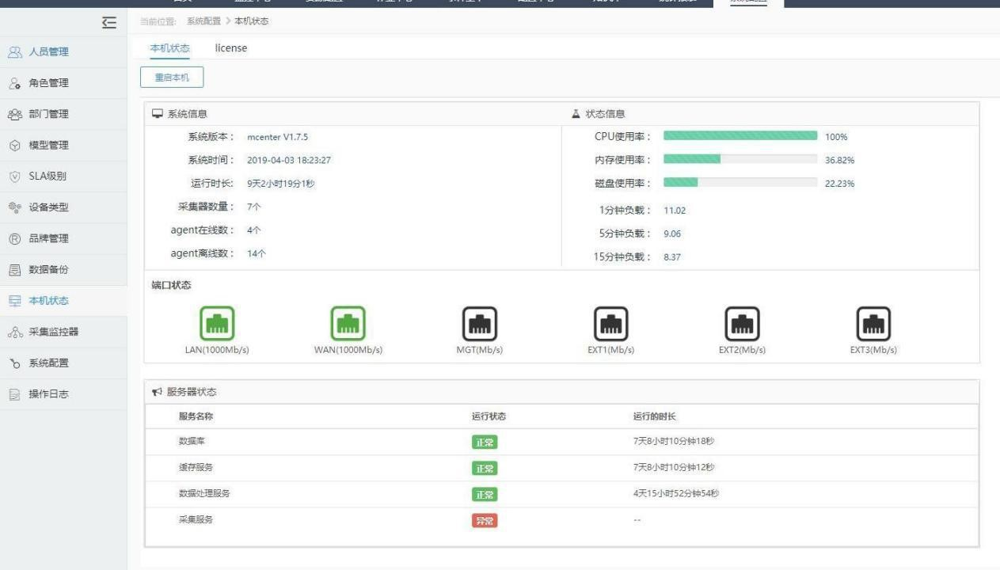 当前位置: 系统配置 > 本机状态
人员管理
角色管理
部门管理
模型管理
SLA级别
设备类型
品牌管理
数据备份
本机状态
采集监控器
系统配置
操作日志
本机状态 license
重启本机
系统信息
系统版本: mcenter V1.7.5
系统时间: 2019-04-03 18:23:27
运行时长: 9天2小时19分1秒
采集器数量: 7个
agent在线数: 4个
agent离线数: 14个
状态信息
CPU使用率: 100%
内存使用率: 36.82%
磁盘使用率: 22.23%
1分钟负载: 11.02
5分钟负载: 9.06
15分钟负载: 8.37
端口状态
LAN(1000Mb/s) WAN(1000Mb/s) MGT(Mb/s) EXT1(Mb/s) EXT2(Mb/s) EXT3(Mb/s)
服务器状态
服务名称 运行状态 运行的时长
数据库 正常 7天8小时10分钟18秒
缓存服务 正常 7天8小时10分钟12秒
数据处理服务 正常 4天15小时52分钟54秒
采集服务 异常 --